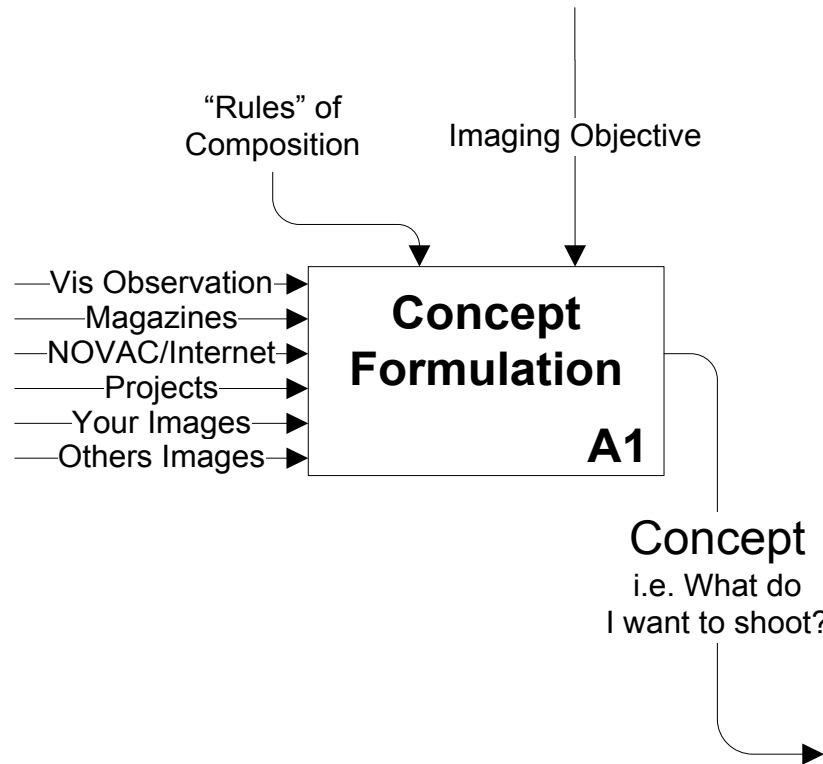 “Rules” of
Composition
Imaging Objective
Vis Observation
Magazines
NOVAC/Internet
Projects
Your Images
Others Images
Concept
Formulation
A1
Concept
i.e. What do
I want to shoot?